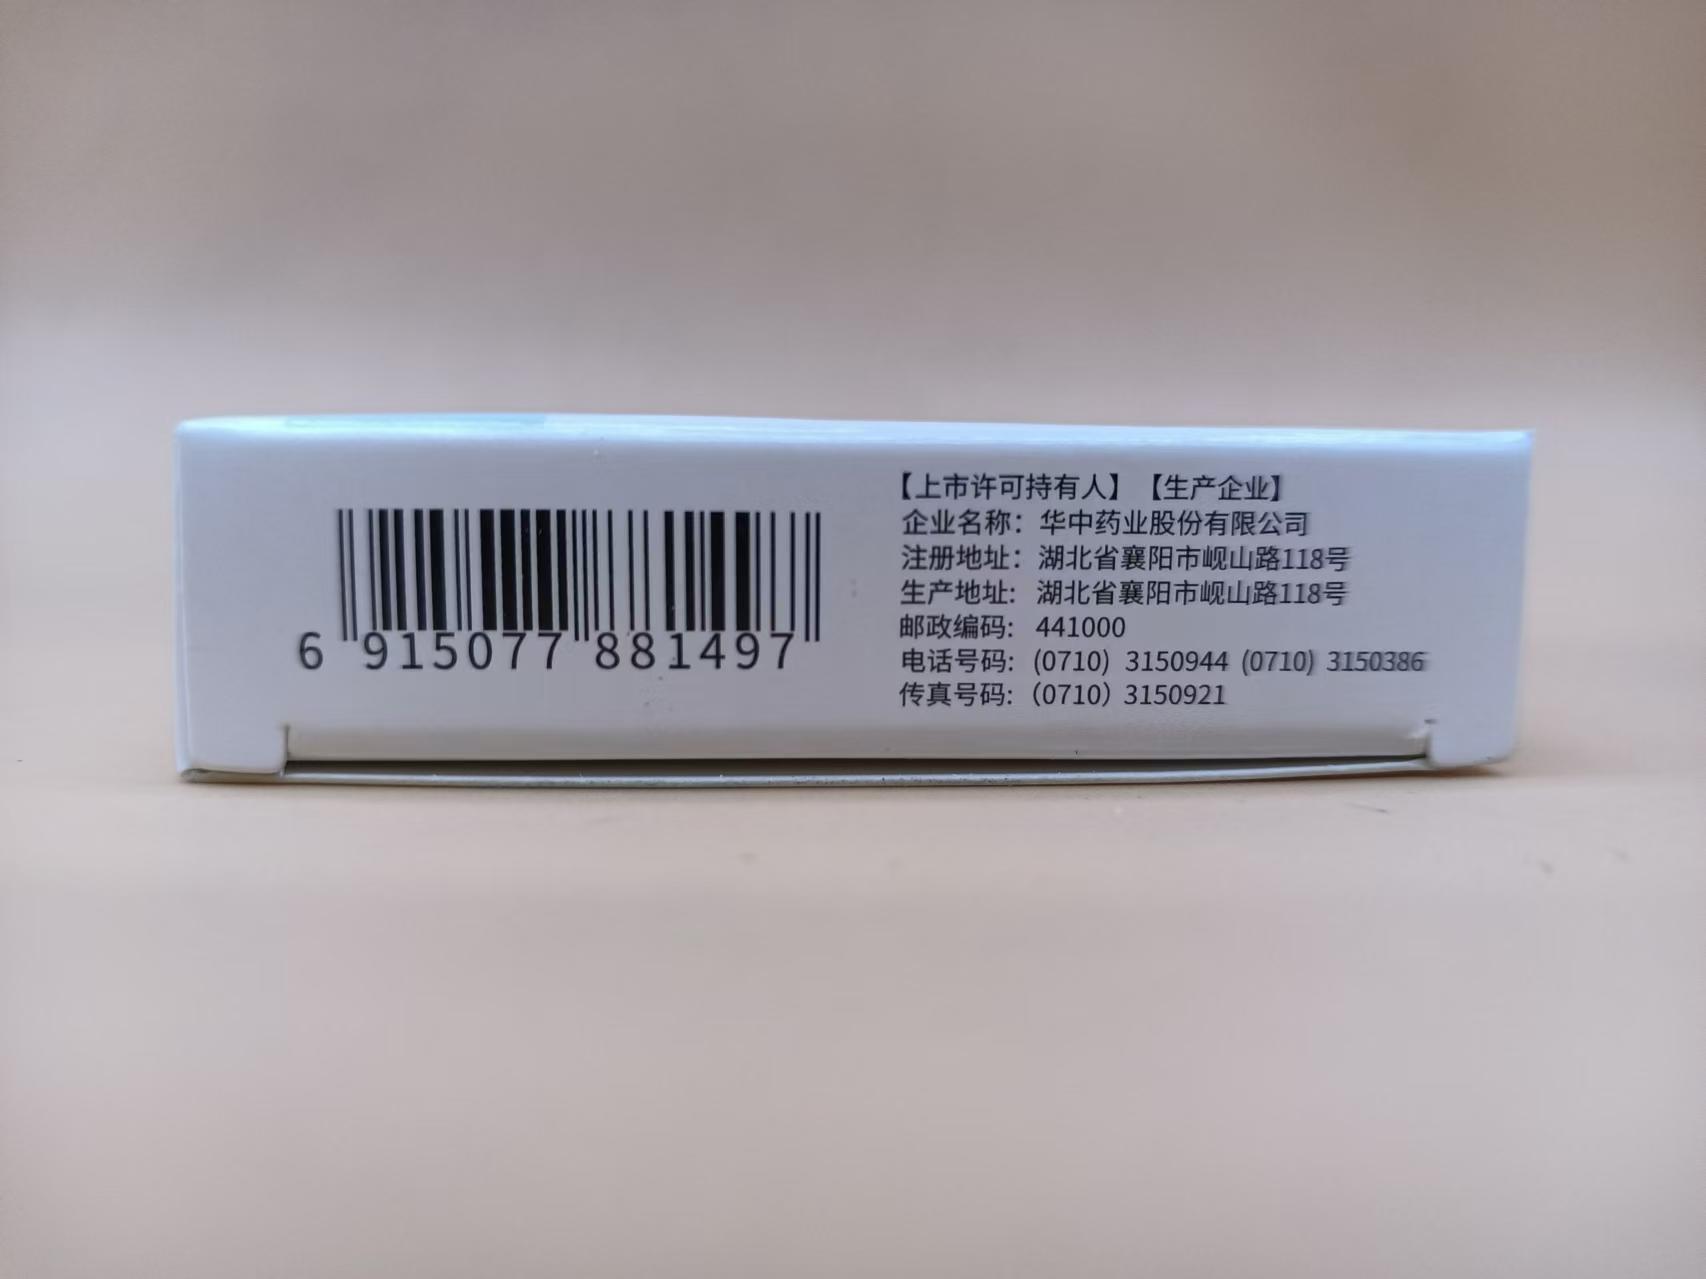 6 915077 881497
【上市许可持有人】【生产企业】
企业名称：华中药业股份有限公司
注册地址：湖北省襄阳市岘山路118号
生产地址：湖北省襄阳市岘山路118号
邮政编码：441000
电话号码：(0710) 3150944 (0710) 3150386
传真号码：(0710) 3150921